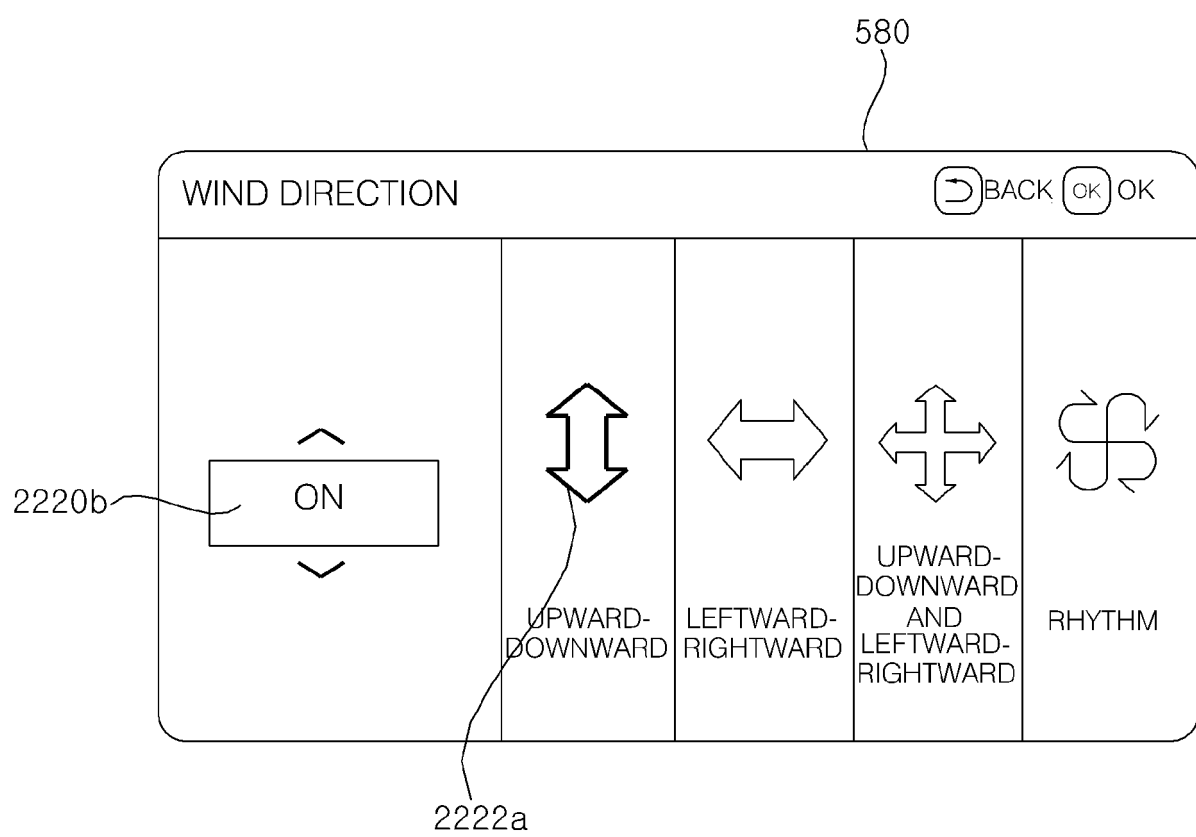 580
WIND DIRECTION
BACK OK OK
2220b
ON
UPWARD-
DOWNWARD
LEFTWARD-
RIGHTWARD
UPWARD-
DOWNWARD
AND
LEFTWARD-
RIGHTWARD
RHYTHM
2222a